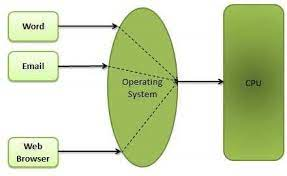 Word
Email
Operating
System
CPU
Web
Browser